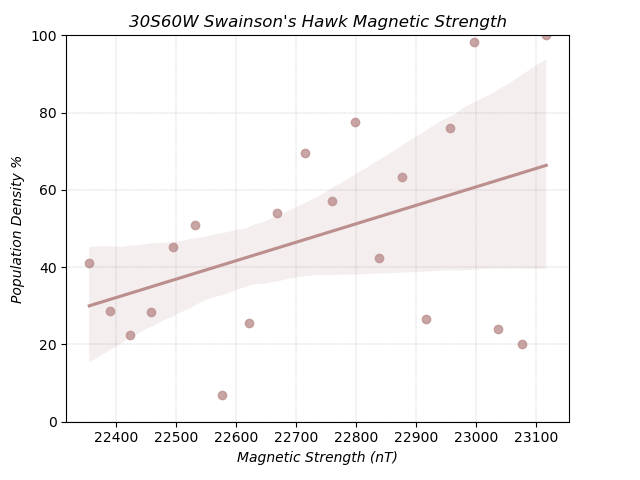 30S60W Swainson's Hawk Magnetic Strength
100
80
60
40
20
0
Population Density %
22400 22500 22600 22700 22800 22900 23000 23100
Magnetic Strength (nT)